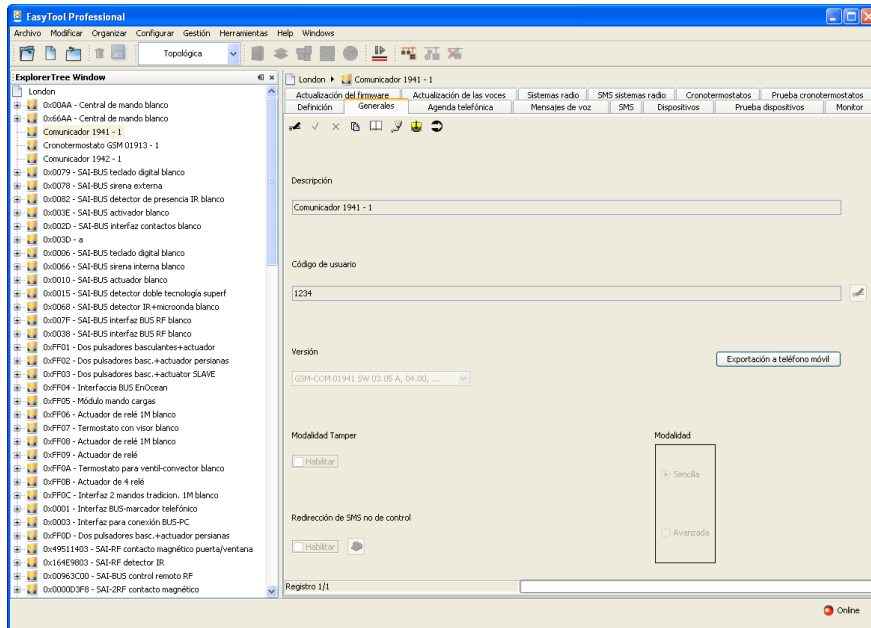 EasyTool Professional
Archivo Modificar Organizar Configurar Gestión Herramientas Help Windows
Topológica
ExplorerTree Window
London
0x00AA - Central de mando blanco
0x66AA - Central de mando blanco
Comunicador 1941 - 1
Cronotermostato GSM 01913 - 1
Comunicador 1942 - 1
0x0079 - SAI-BUS teclado digital blanco
0x0078 - SAI-BUS sirena externa
0x0082 - SAI-BUS detector de presencia IR blanco
0x003E - SAI-BUS activador blanco
0x002D - SAI-BUS interfaz contactos blanco
0x003D - a
0x0006 - SAI-BUS teclado digital blanco
0x0066 - SAI-BUS sirena interna blanco
0x0010 - SAI-BUS actuador blanco
0x0015 - SAI-BUS detector doble tecnología superf
0x0068 - SAI-BUS detector IR+microonda blanco
0x007F - SAI-BUS interfaz BUS RF blanco
0x0038 - SAI-BUS interfaz BUS RF blanco
0xFF01 - Dos pulsadores basculantes+actuador
0xFF02 - Dos pulsadores basc.+actuador persianas
0xFF03 - Dos pulsadores basc.+actuator SLAVE
0xFF04 - Interfaccia BUS EnOcean
0xFF05 - Módulo mando cargas
0xFF06 - Actuador de relé 1M blanco
0xFF07 - Termostato con visor blanco
0xFF08 - Actuador de relé 1M blanco
0xFF09 - Actuador de relé
0xFF0A - Termostato para ventil-convector blanco
0xFF0B - Actuador de 4 relé
0xFF0C - Interfaz 2 mandos tradicion. 1M blanco
0x0001 - Interfaz BUS-marcador telefónico
0x0003 - Interfaz para conexión BUS-PC
0xFF0D - Dos pulsadores basc.+actuador persianas
0x49511403 - SAI-RF contacto magnético puerta/ventana
0x164E9803 - SAI-RF detector IR
0x00963C00 - SAI-BUS control remoto RF
0x0000D3F8 - SAI-2RF contacto magnético
London Comunicador 1941 - 1
Actualización del firmware Actualización de las voces Sistemas radio SMS sistemas radio Cronotermostatos Prueba cronotermostatos
Definición Generales Agenda telefónica Mensajes de voz SMS Dispositivos Prueba dispositivos Monitor
Descripción
Comunicador 1941 - 1
Código de usuario
1234
Versión
Exportación a teléfono móvil
GSM-COM 01941 SW 03.05 A, 04.00, ...
Modalidad Tamper
Modalidad
Habilitar
Sencilla
Redirección de SMS no de control
Avanzada
Habilitar
Registro 1/1
Online